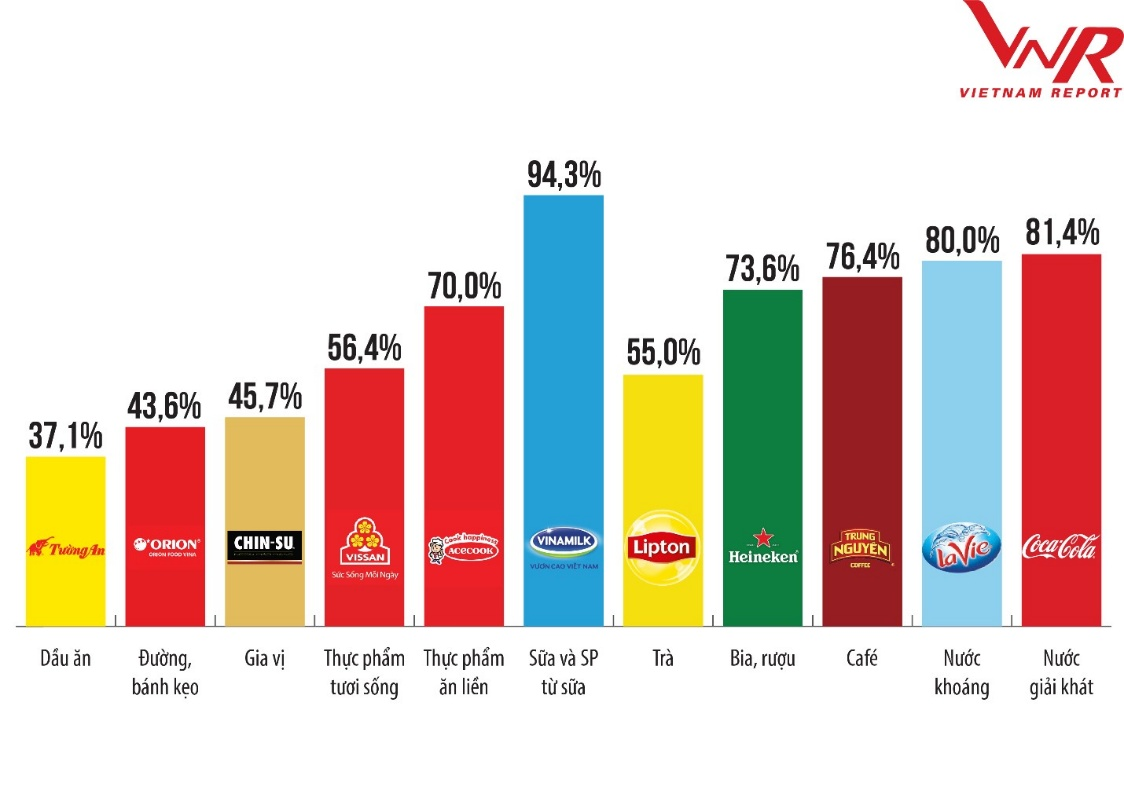 VNR
VIETNAM REPORT
94,3%
81,4%
80,0%
76,4%
73,6%
70,0%
56,4%
55,0%
45,7%
43,6%
37,1%
Tường An
ORION
ORION FOOD VINA
CHIN-SU
VISSAN
Sức Sống Mỗi Ngày
Cook happiness
ACECOOK
VINAMILK
VƯƠN CAO VIỆT NAM
Lipton
Heineken
TRUNG
NGUYEN
COFFEE
LaVie
Coca-Cola
Dầu ăn
Đường,
bánh kẹo
Gia vị
Thực phẩm
tươi sống
Thực phẩm
ăn liền
Sữa và SP
từ sữa
Trà
Bia, rượu
Café
Nước
khoáng
Nước
giải khát